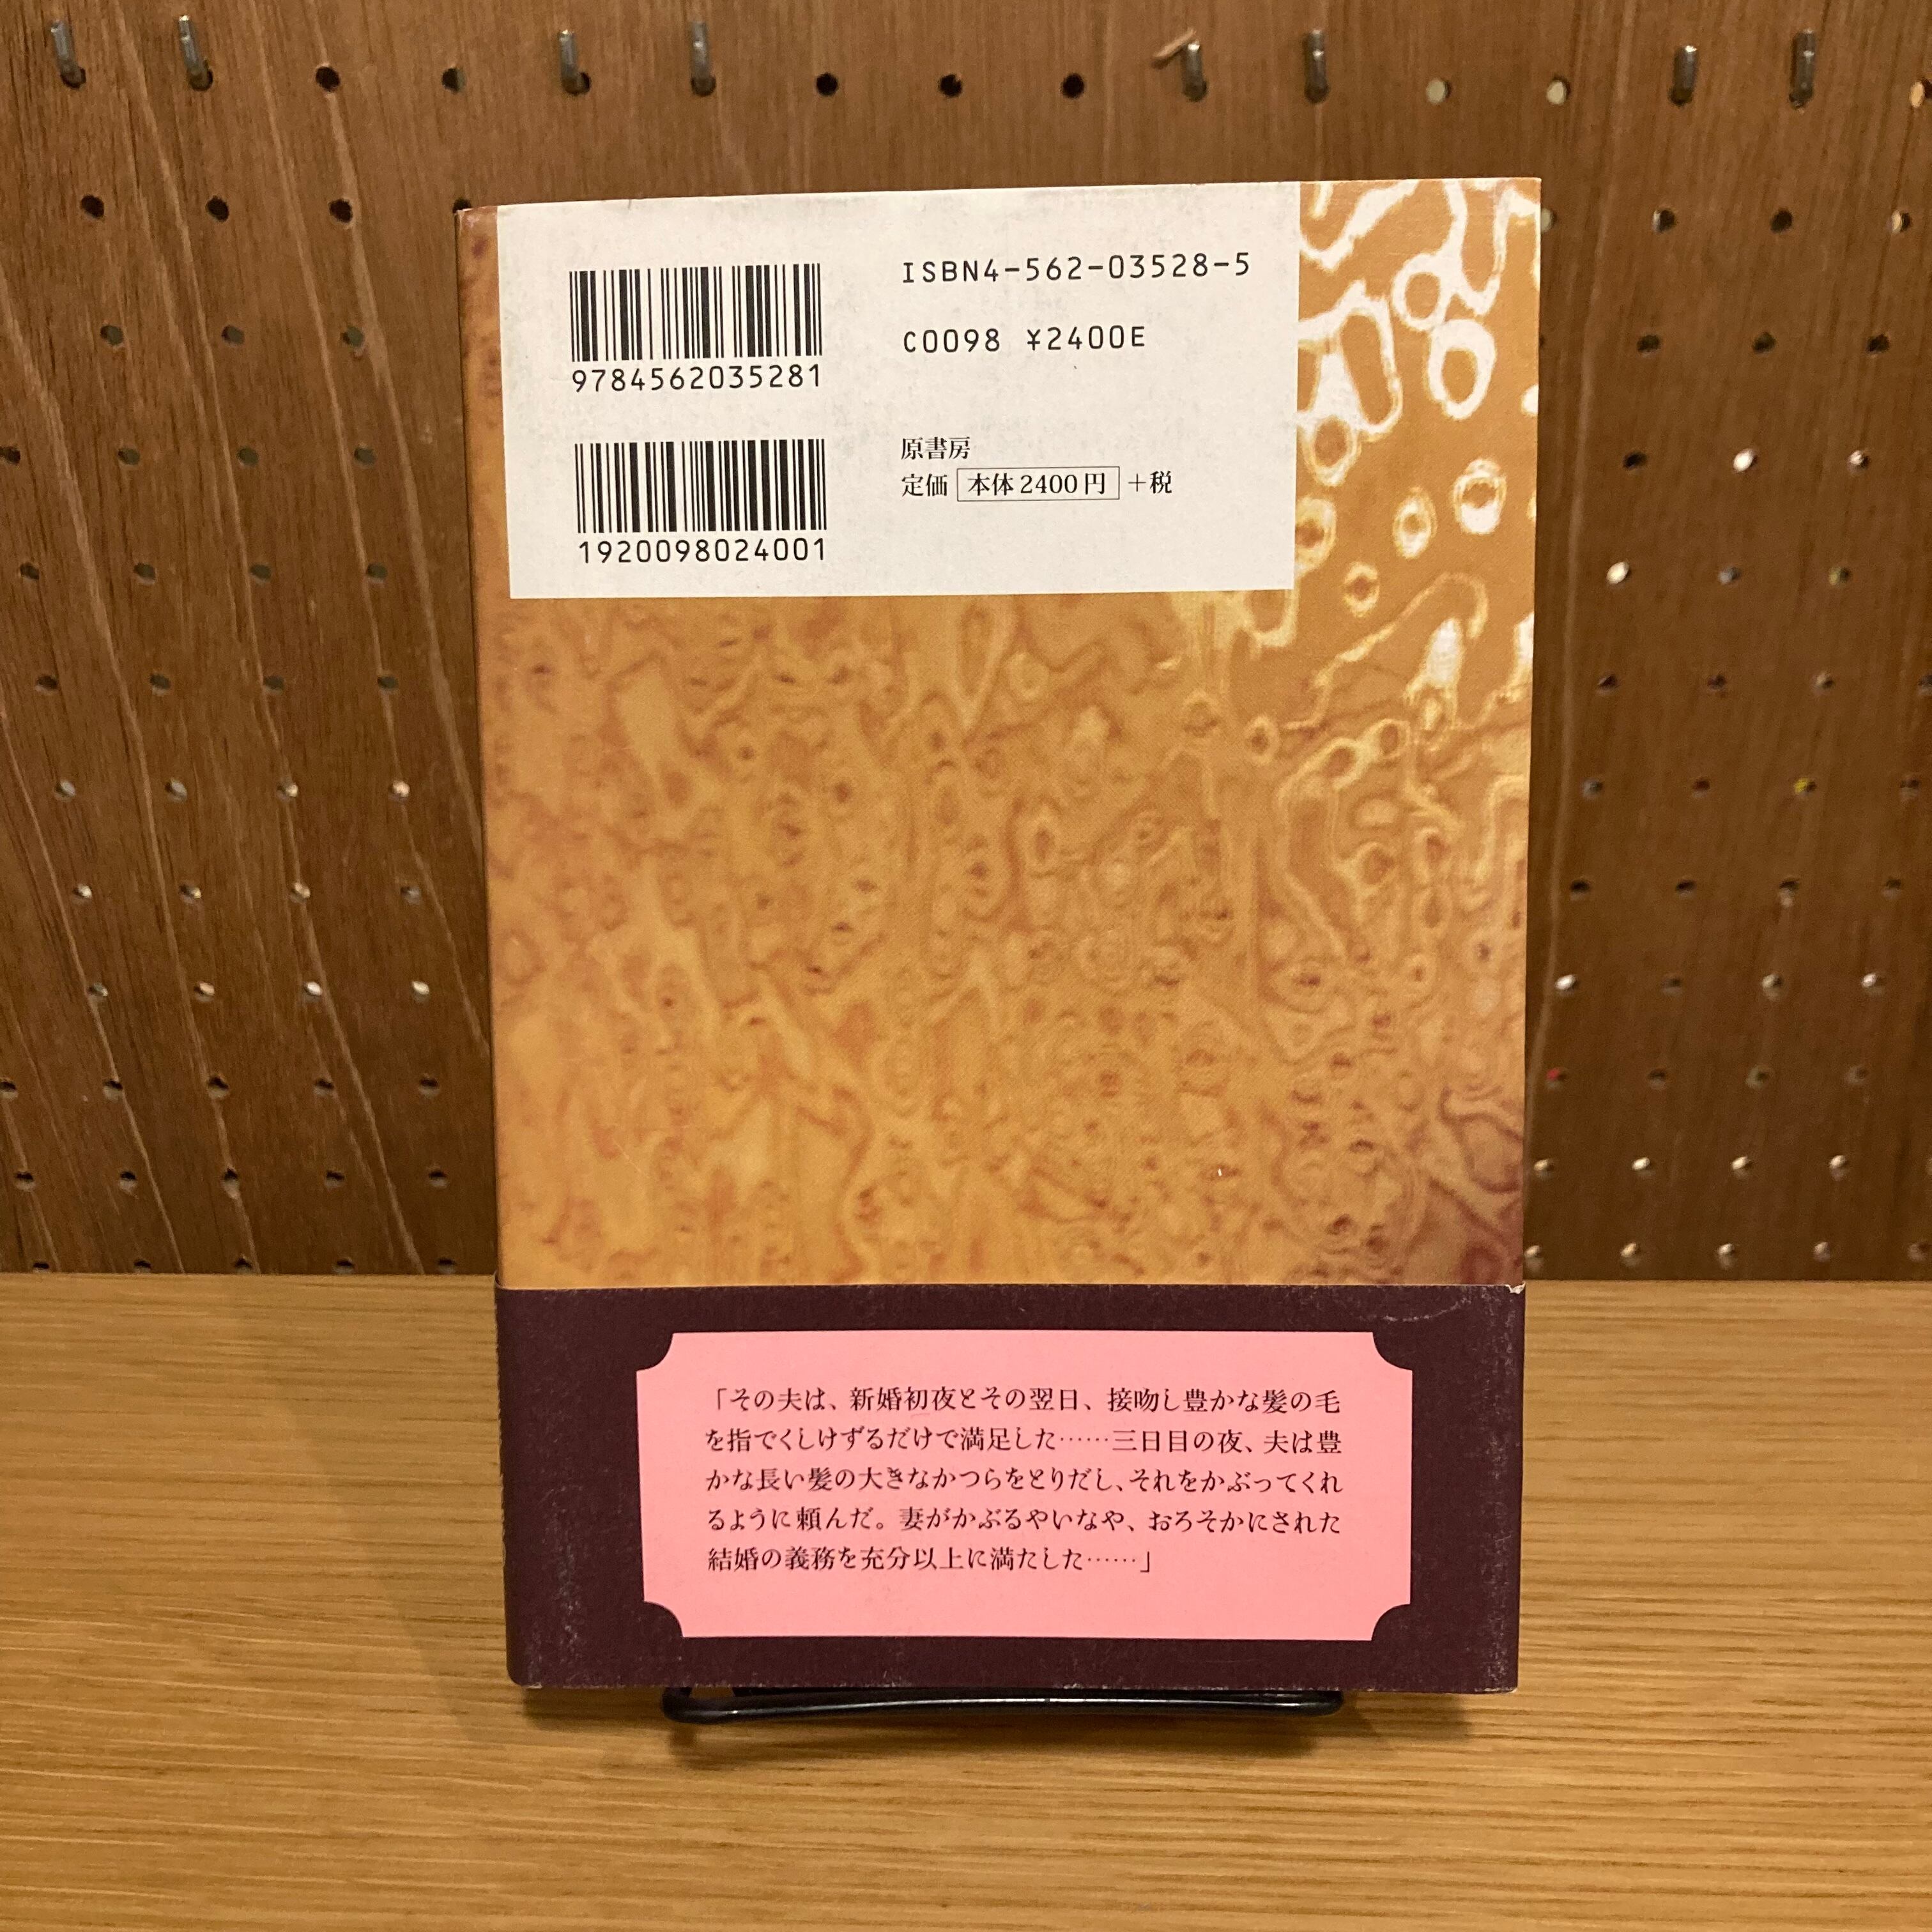 ISBN4-562-03528-5
C0098 ¥2400E
9784562035281
原書房
定価 本体2400円 +税
1920098024001
「その夫は、新婚初夜とその翌日、接吻し豊かな髪の毛
を指でくしけずるだけで満足した……三日目の夜、夫は豊
かな長い髪の大きなかつらをとりだし、それをかぶってくれ
るように頼んだ。妻がかぶるやいなや、おろそかにされた
結婚の義務を充分以上に満たした……」